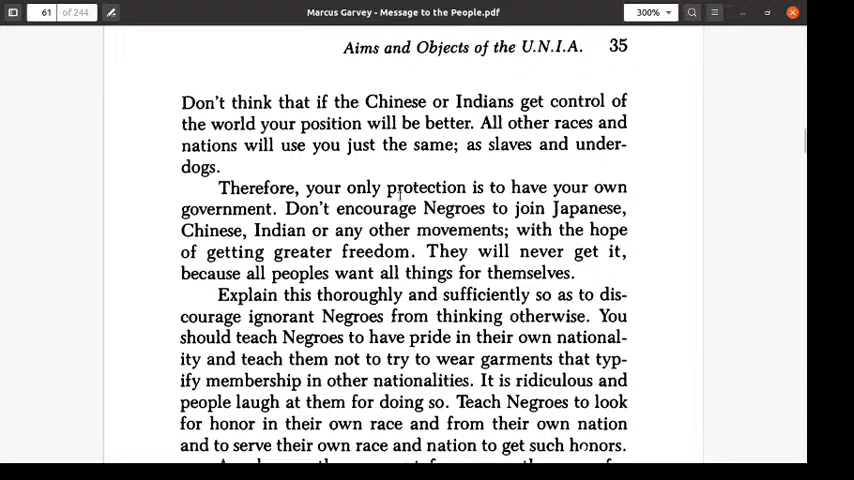 61 of 244
Marcus Garvey - Message to the People.pdf
300%
Aims and Objects of the U.N.I.A. 35
Don't think that if the Chinese or Indians get control of
the world your position will be better. All other races and
nations will use you just the same; as slaves and under-
dogs.
Therefore, your only protection is to have your own
government. Don't encourage Negroes to join Japanese,
Chinese, Indian or any other movements; with the hope
of getting greater freedom. They will never get it,
because all peoples want all things for themselves.
Explain this thoroughly and sufficiently so as to dis-
courage ignorant Negroes from thinking otherwise. You
should teach Negroes to have pride in their own national-
ity and teach them not to try to wear garments that typ-
ify membership in other nationalities. It is ridiculous and
people laugh at them for doing so. Teach Negroes to look
for honor in their own race and from their own nation
and to serve their own race and nation to get such honors.